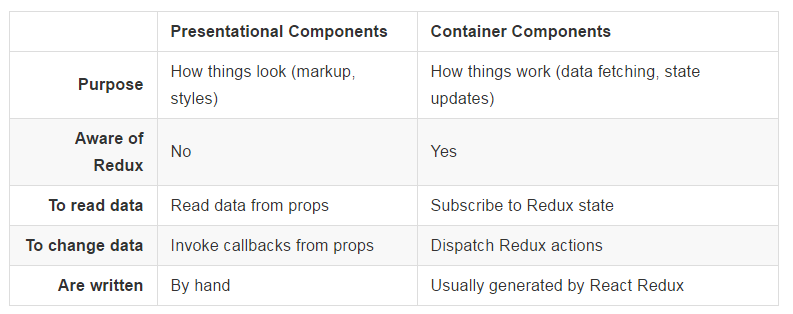 Presentational Components Container Components
Purpose How things look (markup, styles) How things work (data fetching, state updates)
Aware of Redux No Yes
To read data Read data from props Subscribe to Redux state
To change data Invoke callbacks from props Dispatch Redux actions
Are written By hand Usually generated by React Redux